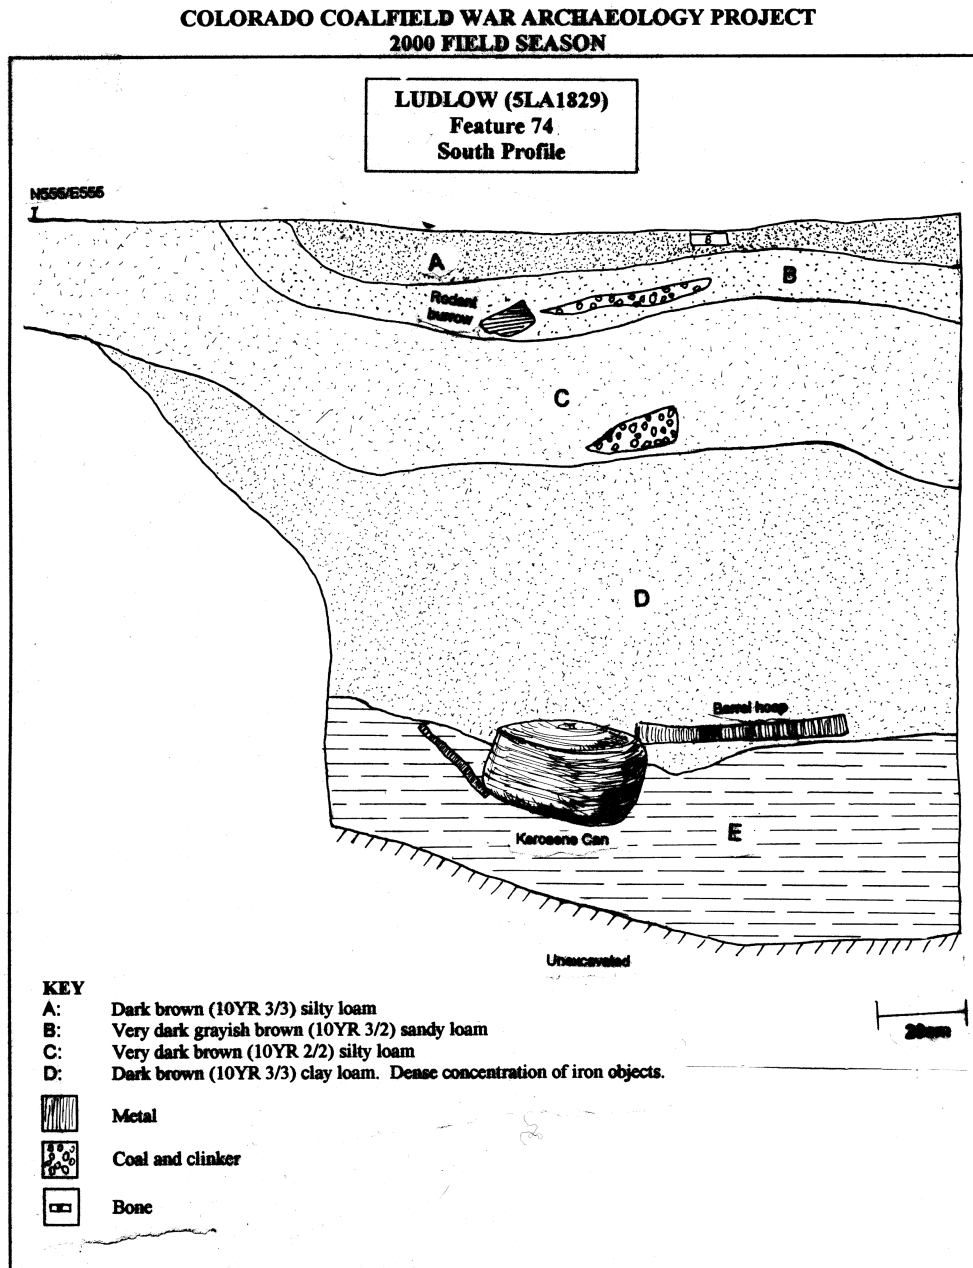 COLORADO COALFIELD WAR ARCHAEOLOGY PROJECT
2000 FIELD SEASON
LUDLOW (5LA1829)
Feature 74
South Profile
N555/E555
A
B
B
Rodent
burrow
C
D
Barrel hoop
Kerosene Can
E
Unexcavated
KEY
A: Dark brown (10YR 3/3) silty loam
B: Very dark grayish brown (10YR 3/2) sandy loam
C: Very dark brown (10YR 2/2) silty loam
D: Dark brown (10YR 3/3) clay loam. Dense concentration of iron objects.
20cm
Metal
Coal and clinker
Bone